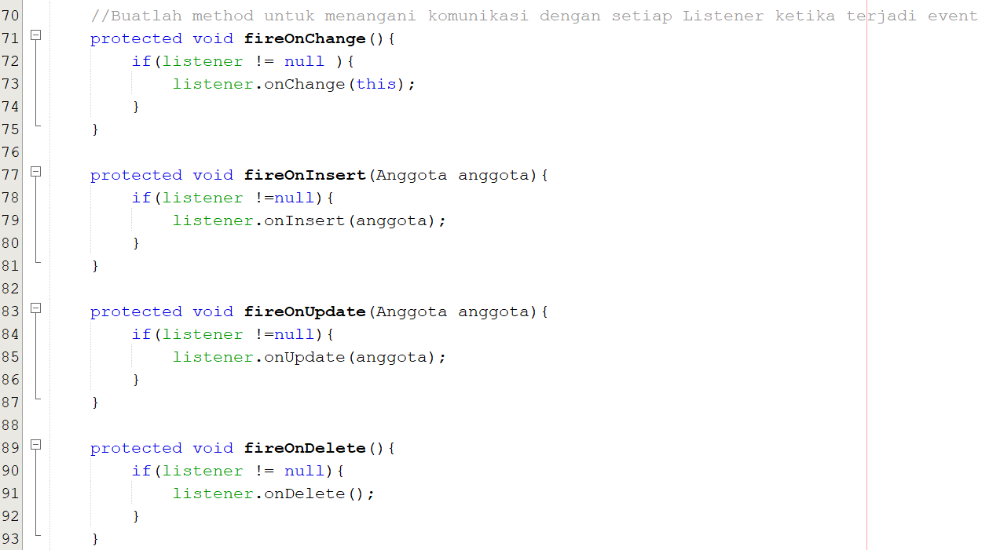 70 //Buatlah method untuk menangani komunikasi dengan setiap Listener ketika terjadi event
71 protected void fireOnChange(){
72 if(listener != null ){
73 listener.onChange(this);
74 }
75 }
76
77 protected void fireOnInsert(Anggota anggota){
78 if(listener !=null){
79 listener.onInsert(anggota);
80 }
81 }
82
83 protected void fireOnUpdate(Anggota anggota){
84 if(listener !=null){
85 listener.onUpdate(anggota);
86 }
87 }
88
89 protected void fireOnDelete(){
90 if(listener != null){
91 listener.onDelete();
92 }
93 }